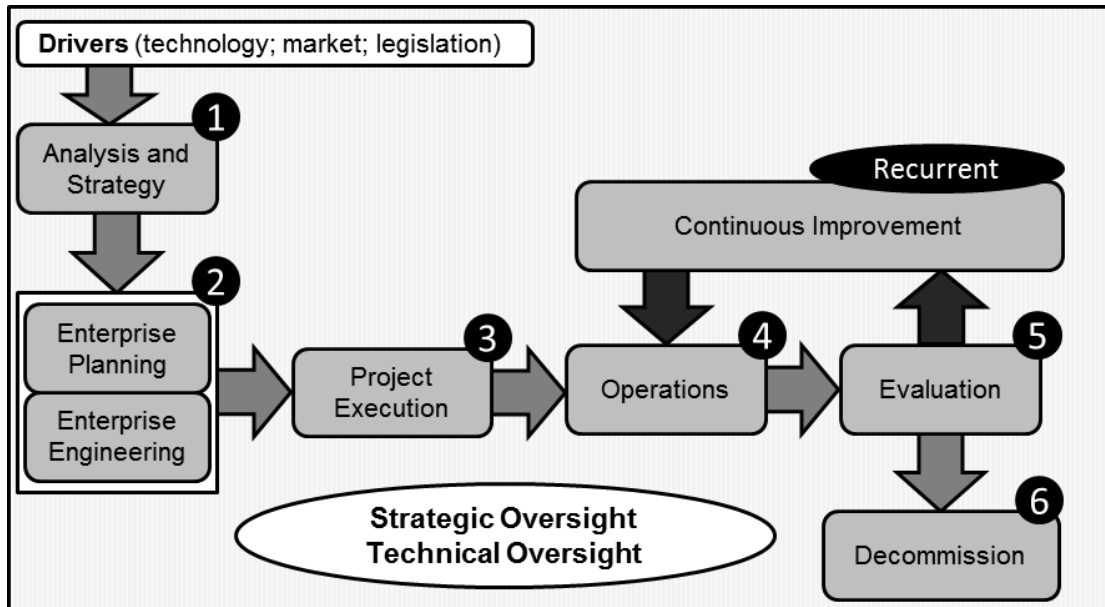 Drivers (technology; market; legislation)
1
Analysis and
Strategy
2
Enterprise
Planning
Enterprise
Engineering
3
Project
Execution
Recurrent
Continuous Improvement
4
Operations
5
Evaluation
6
Decommission
Strategic Oversight
Technical Oversight